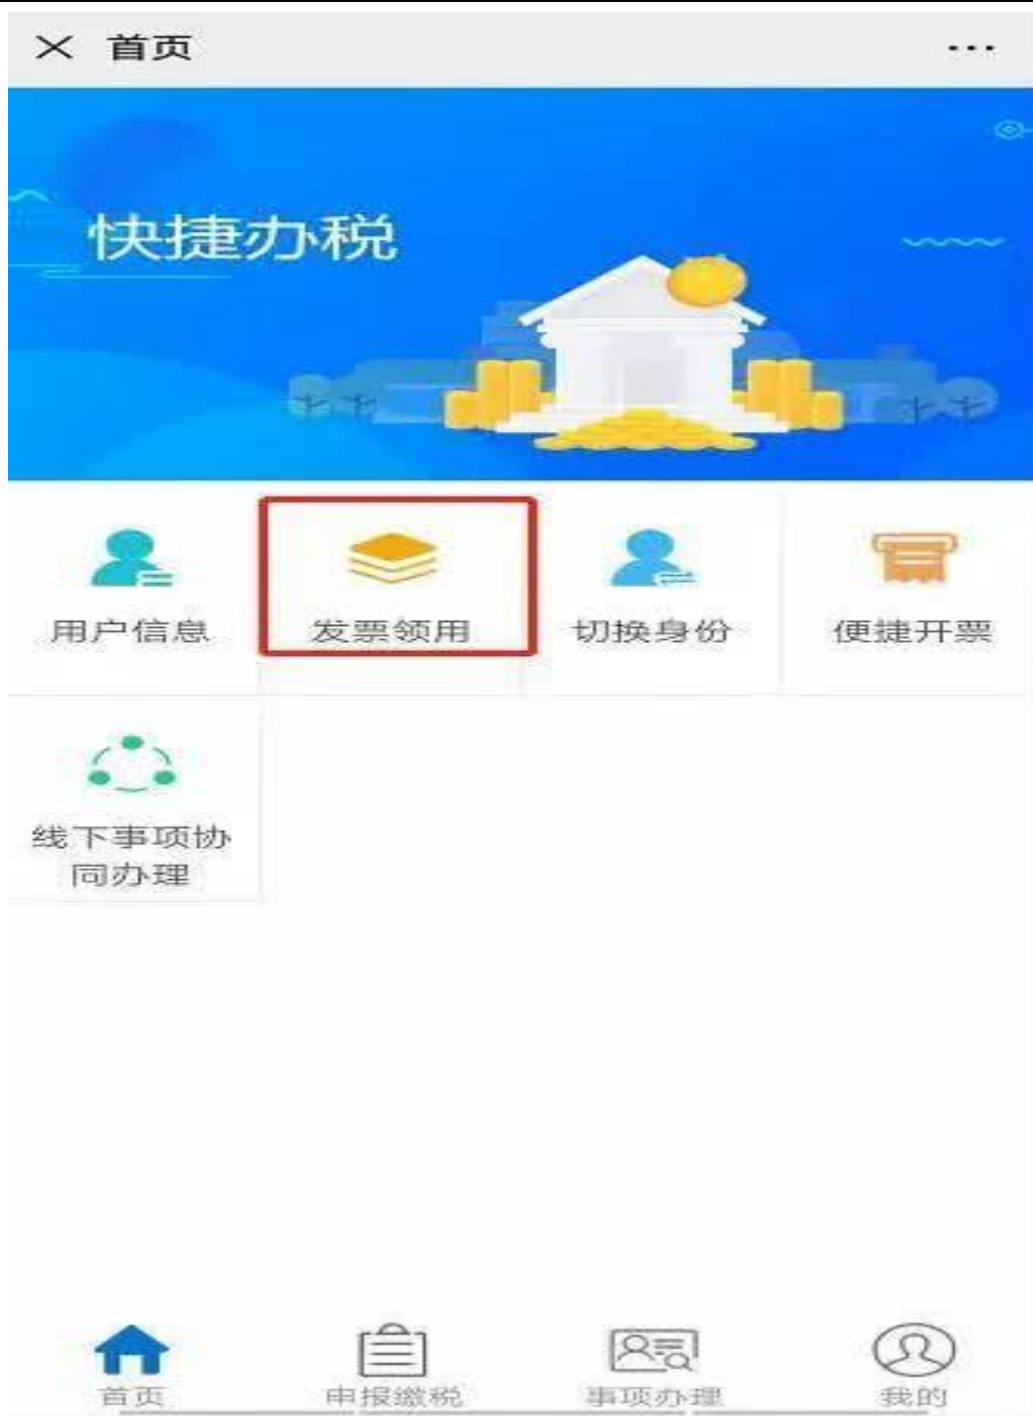 首页
快捷办税
用户信息
发票领用
切换身份
便捷开票
线下事项协
同办理
首页
申报缴税
事项办理
我的